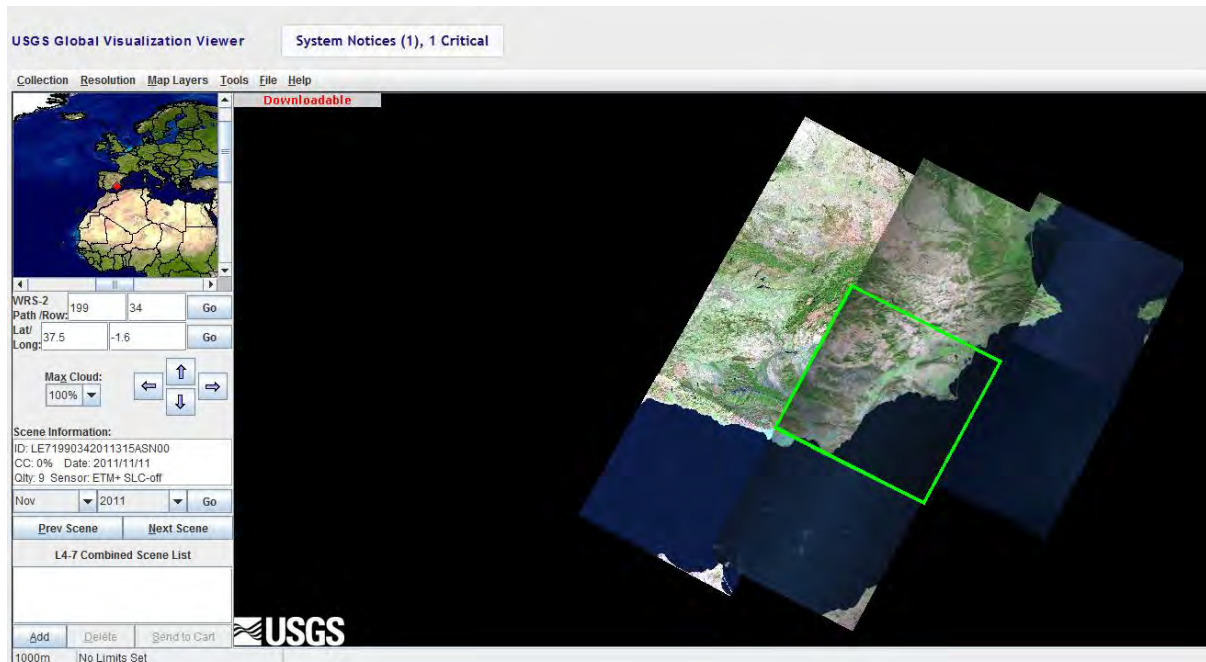 USGS Global Visualization Viewer
System Notices (1), 1 Critical
Collection Resolution Map Layers Tools File Help
Downloadable
WRS-2
Path /Row: 199 34 Go
Lat/
Long: 37.5 -1.6 Go
Max Cloud:
100%
Scene Information:
ID: LE71990342011315ASN00
CC: 0% Date: 2011/11/11
Qlty: 9 Sensor: ETM+ SLC-off
Nov 2011 Go
Prev Scene Next Scene
L4-7 Combined Scene List
Add Delete Send to Cart
USGS
1000m No Limits Set